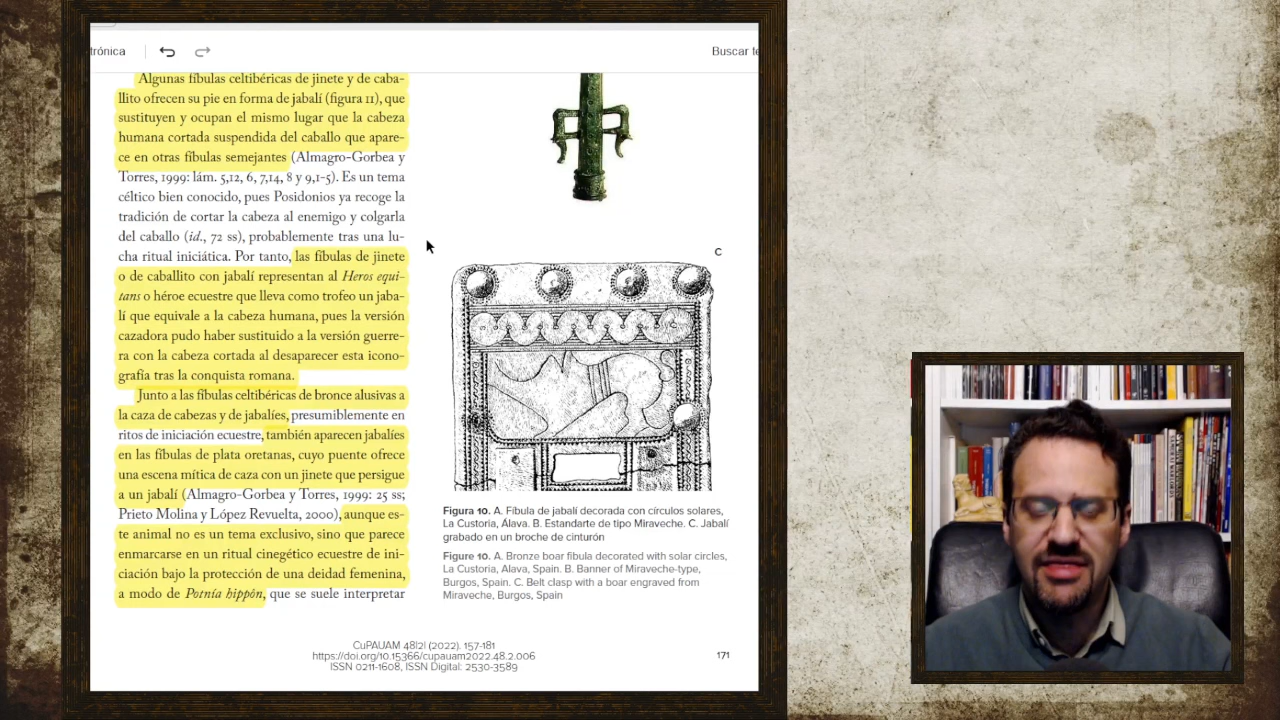 trónica
Buscar te
Algunas fíbulas celtibéricas de jinete y de caba-
llito ofrecen su pie en forma de jabalí (figura 11), que
sustituyen y ocupan el mismo lugar que la cabeza
humana cortada suspendida del caballo que apare-
ce en otras fíbulas semejantes (Almagro-Gorbea y
Torres, 1999: lám. 5,12, 6, 7,14, 8 y 9,1-5). Es un tema
céltico bien conocido, pues Posidonios ya recoge la
tradición de cortar la cabeza al enemigo y colgarla
del caballo (id., 72 ss), probablemente tras una lu-
cha ritual iniciática. Por tanto, las fíbulas de jinete
o de caballito con jabalí representan al Heros equi-
tans o héroe ecuestre que lleva como trofeo un jaba-
lí que equivale a la cabeza humana, pues la versión
cazadora pudo haber sustituido a la versión guerre-
ra con la cabeza cortada al desaparecer esta icono-
grafía tras la conquista romana.
Junto a las fíbulas celtibéricas de bronce alusivas a
la caza de cabezas y de jabalíes, presumiblemente en
ritos de iniciación ecuestre, también aparecen jabalíes
en las fíbulas de plata oretanas, cuyo puente ofrece
una escena mítica de caza con un jinete que persigue
a un jabalí (Almagro-Gorbea y Torres, 1999: 25 ss;
Prieto Molina y López Revuelta, 2000), aunque es-
te animal no es un tema exclusivo, sino que parece
enmarcarse en un ritual cinegético ecuestre de ini-
ciación bajo la protección de una deidad femenina,
a modo de Potnía hippôn, que se suele interpretar
C
Figura 10. A. Fíbula de jabalí decorada con círculos solares,
La Custoria, Álava. B. Estandarte de tipo Miraveche. C. Jabalí
grabado en un broche de cinturón
Figure 10. A. Bronze boar fibula decorated with solar circles,
La Custoria, Alava, Spain. B. Banner of Miraveche-type,
Burgos, Spain. C. Belt clasp with a boar engraved from
Miraveche, Burgos, Spain
CuPAUAM 48|2| (2022). 157-181
https://doi.org/10.15366/cupauam2022.48.2.006
ISSN 0211-1608, ISSN Digital: 2530-3589
171